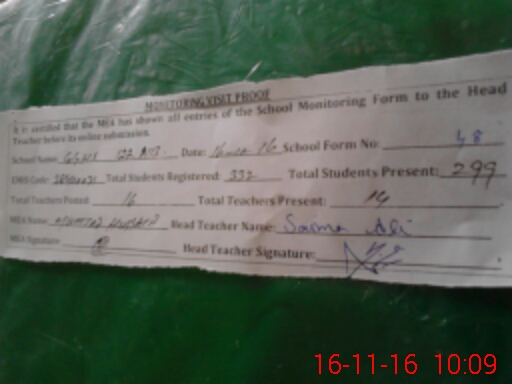 MONITORING VISIT PROOF
It is certified that the MEA has shown all entries of the School Monitoring Form to the Head
Teacher before its online submission.
School Name: Date: 16 School Form No: 48
EMIS Code: Total Students Registered: 332 Total Students Present: 299
Total Teachers Posted: 16 Total Teachers Present: 14
MEA Name: Head Teacher Name: Saima Ali
MEA Signature: Head Teacher Signature:
16-11-16 10:09